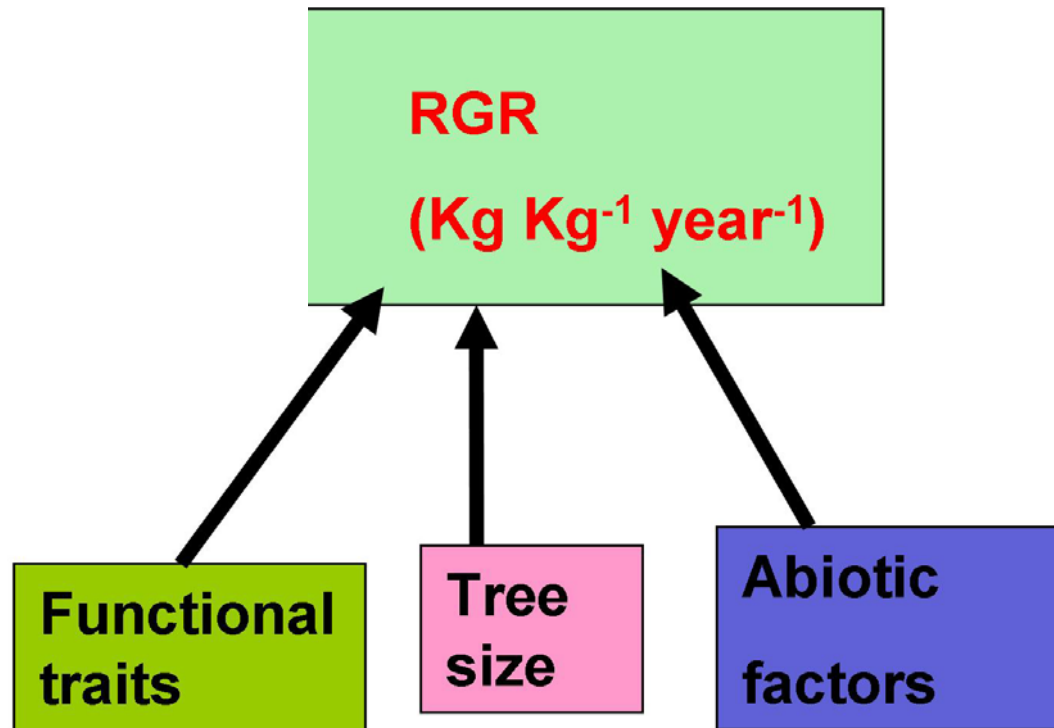 RGR
(Kg Kg⁻¹ year⁻¹)
Functional
traits
Tree
size
Abiotic
factors